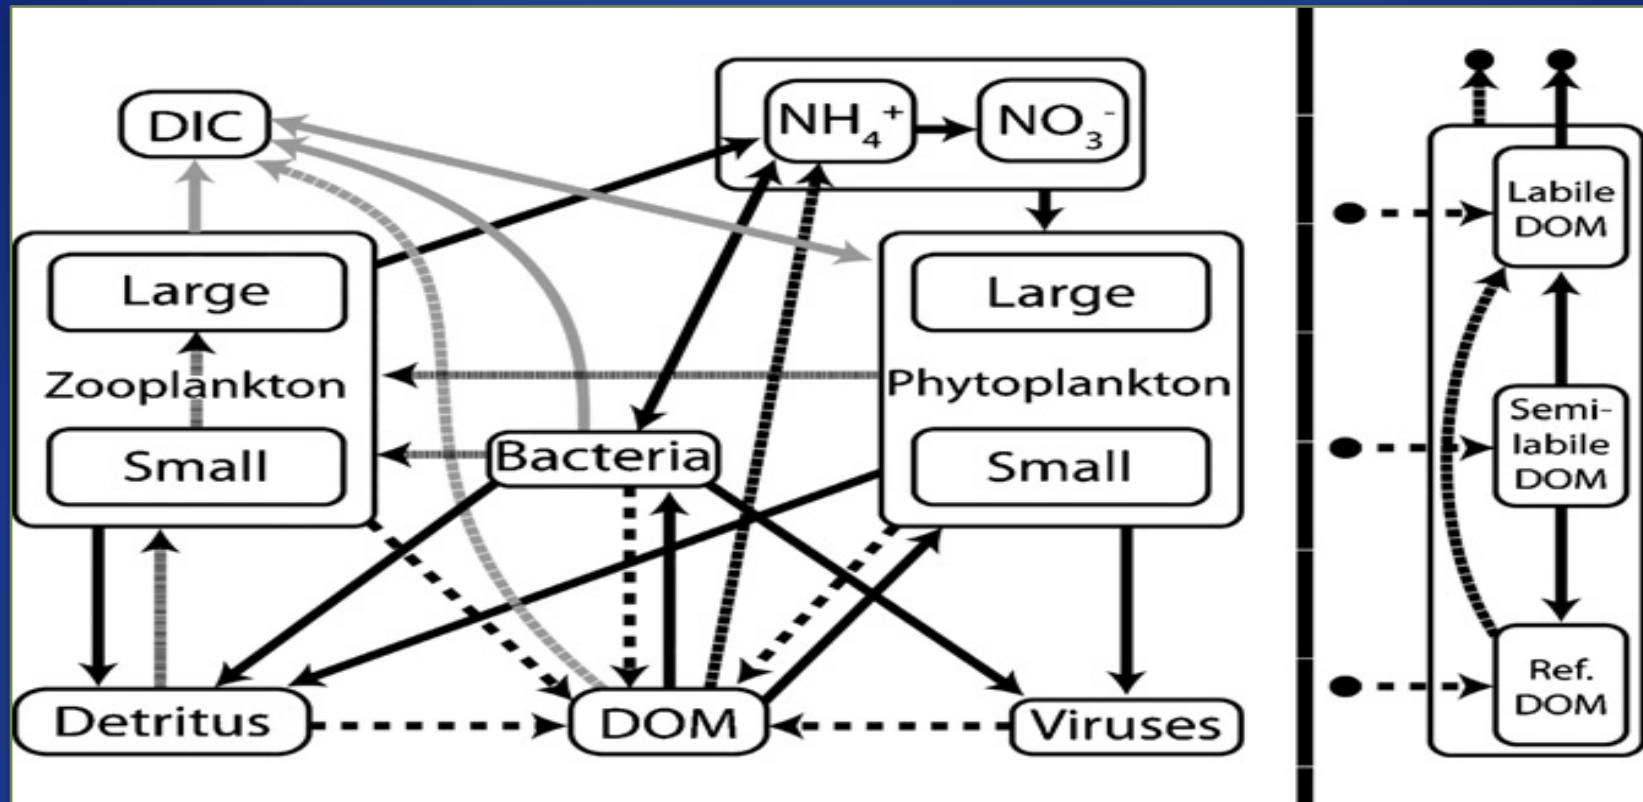 DIC
NH₄⁺
NO₃⁻
Large
Zooplankton
Small
Large
Phytoplankton
Small
Bacteria
Detritus
DOM
Viruses
Labile
DOM
Semi-
labile
DOM
Ref.
DOM